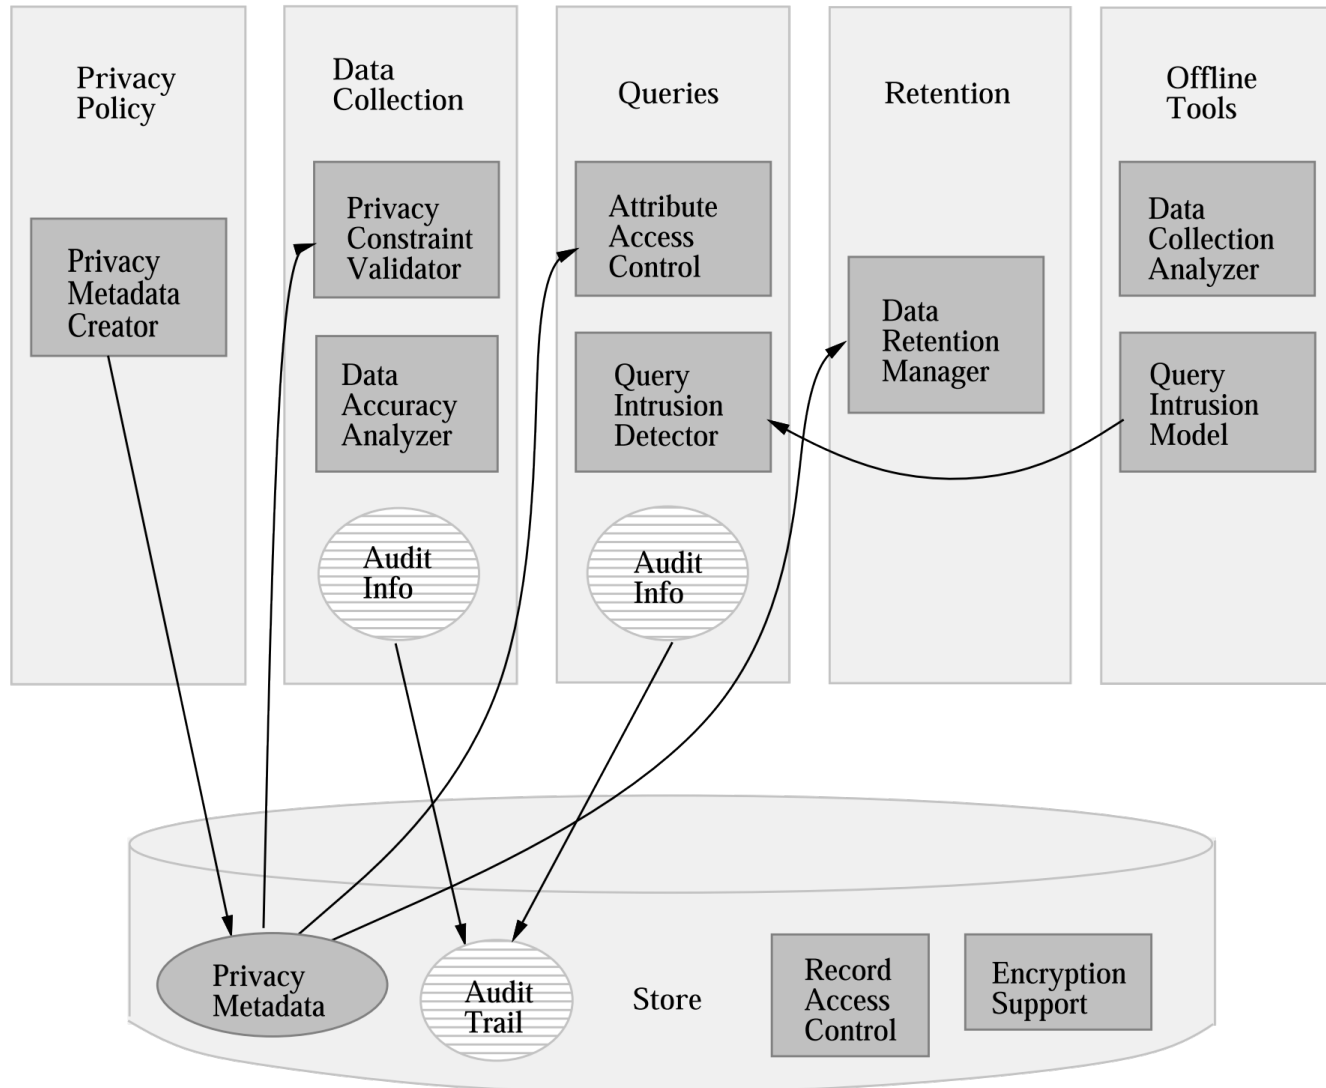 Privacy
Policy
Data
Collection
Queries
Retention
Offline
Tools
Privacy
Metadata
Creator
Privacy
Constraint
Validator
Data
Accuracy
Analyzer
Audit
Info
Attribute
Access
Control
Query
Intrusion
Detector
Audit
Info
Data
Retention
Manager
Data
Collection
Analyzer
Query
Intrusion
Model
Privacy
Metadata
Audit
Trail
Store
Record
Access
Control
Encryption
Support